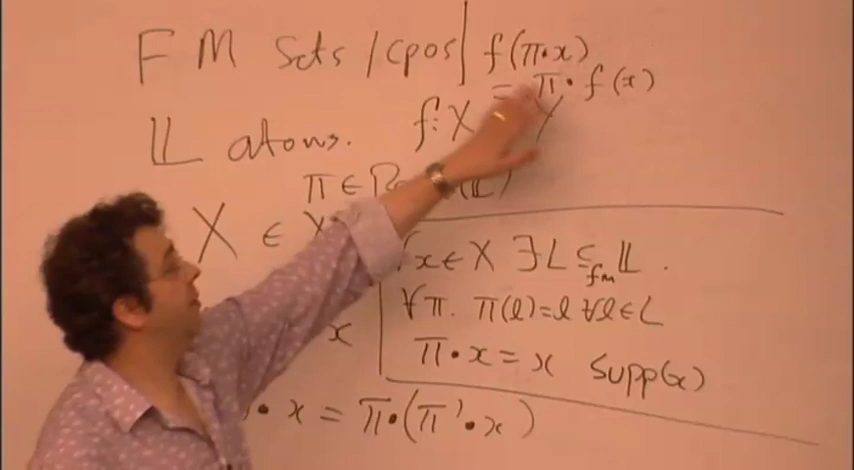 FM Sets / cpos | f(π·x)
= π·f(x)
𝕃 atoms. f: X Y
π ∈ P (𝕃)
X ∈
∀x ∈ X ∃L ⊆fin 𝕃.
∀π. π(l)=l ∀l∈L
x
π·x = x supp(x)
· x = π·(π'·x)